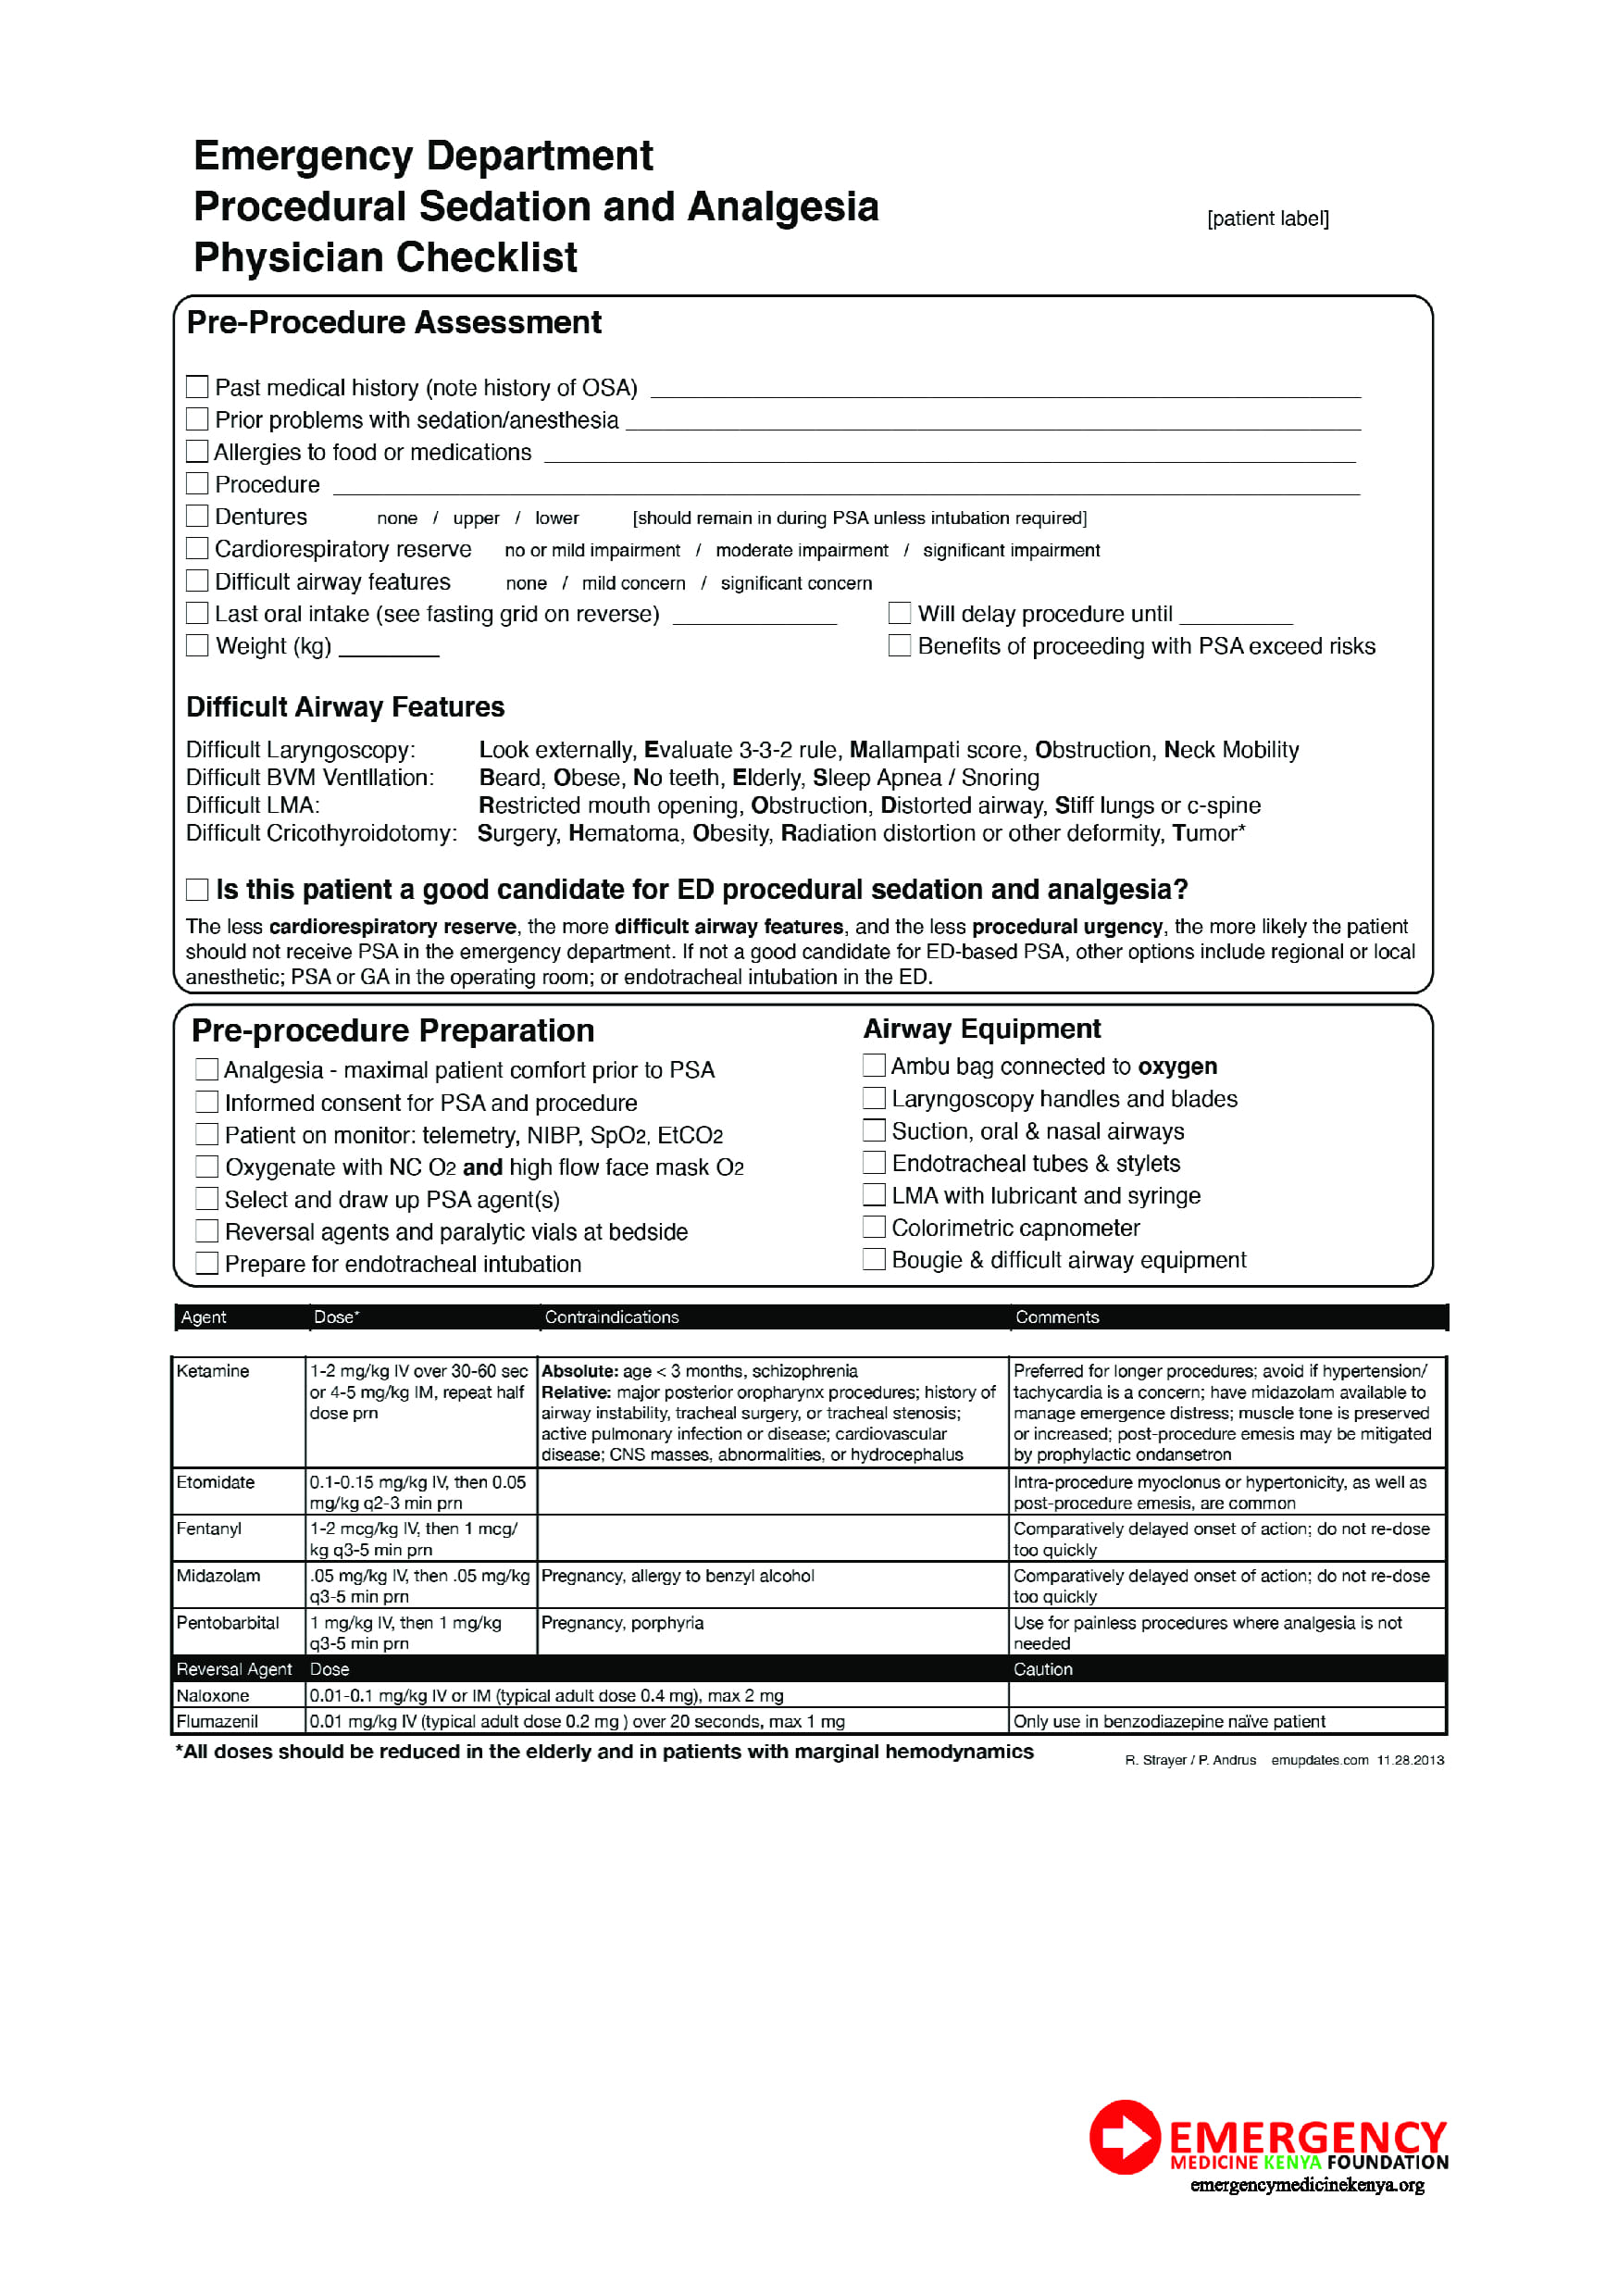 Emergency Department
Procedural Sedation and Analgesia
Physician Checklist
[patient label]
Pre-Procedure Assessment
Past medical history (note history of OSA)
Prior problems with sedation/anesthesia
Allergies to food or medications
Procedure
Dentures none / upper / lower [should remain in during PSA unless intubation required]
Cardiorespiratory reserve no or mild impairment / moderate impairment / significant impairment
Difficult airway features none / mild concern / significant concern
Last oral intake (see fasting grid on reverse) Will delay procedure until
Weight (kg) Benefits of proceeding with PSA exceed risks
Difficult Airway Features
Difficult Laryngoscopy: Look externally, Evaluate 3-3-2 rule, Mallampati score, Obstruction, Neck Mobility
Difficult BVM Ventllation: Beard, Obese, No teeth, Elderly, Sleep Apnea / Snoring
Difficult LMA: Restricted mouth opening, Obstruction, Distorted airway, Stiff lungs or c-spine
Difficult Cricothyroidotomy: Surgery, Hematoma, Obesity, Radiation distortion or other deformity, Tumor*
Is this patient a good candidate for ED procedural sedation and analgesia?
The less cardiorespiratory reserve, the more difficult airway features, and the less procedural urgency, the more likely the patient
should not receive PSA in the emergency department. If not a good candidate for ED-based PSA, other options include regional or local
anesthetic; PSA or GA in the operating room; or endotracheal intubation in the ED.
Pre-procedure Preparation
Analgesia - maximal patient comfort prior to PSA
Informed consent for PSA and procedure
Patient on monitor: telemetry, NIBP, SpO2, EtCO2
Oxygenate with NC O2 and high flow face mask O2
Select and draw up PSA agent(s)
Reversal agents and paralytic vials at bedside
Prepare for endotracheal intubation
Airway Equipment
Ambu bag connected to oxygen
Laryngoscopy handles and blades
Suction, oral & nasal airways
Endotracheal tubes & stylets
LMA with lubricant and syringe
Colorimetric capnometer
Bougie & difficult airway equipment
Agent Dose* Contraindications Comments
Ketamine 1-2 mg/kg IV over 30-60 sec Absolute: age < 3 months, schizophrenia Preferred for longer procedures; avoid if hypertension/
or 4-5 mg/kg IM, repeat half Relative: major posterior oropharynx procedures; history of tachycardia is a concern; have midazolam available to
dose prn airway instability, tracheal surgery, or tracheal stenosis; manage emergence distress; muscle tone is preserved
active pulmonary infection or disease; cardiovascular or increased; post-procedure emesis may be mitigated
disease; CNS masses, abnormalities, or hydrocephalus by prophylactic ondansetron
Etomidate 0.1-0.15 mg/kg IV, then 0.05 Intra-procedure myoclonus or hypertonicity, as well as
mg/kg q2-3 min prn post-procedure emesis, are common
Fentanyl 1-2 mcg/kg IV, then 1 mcg/ Comparatively delayed onset of action; do not re-dose
kg q3-5 min prn too quickly
Midazolam .05 mg/kg IV, then .05 mg/kg Pregnancy, allergy to benzyl alcohol Comparatively delayed onset of action; do not re-dose
q3-5 min prn too quickly
Pentobarbital 1 mg/kg IV, then 1 mg/kg Pregnancy, porphyria Use for painless procedures where analgesia is not
q3-5 min prn needed
Reversal Agent Dose Caution
Naloxone 0.01-0.1 mg/kg IV or IM (typical adult dose 0.4 mg), max 2 mg
Flumazenil 0.01 mg/kg IV (typical adult dose 0.2 mg ) over 20 seconds, max 1 mg Only use in benzodiazepine naïve patient
*All doses should be reduced in the elderly and in patients with marginal hemodynamics
R. Strayer / P. Andrus emupdates.com 11.28.2013
EMERGENCY
MEDICINE KENYA FOUNDATION
emergencymedicinekenya.org